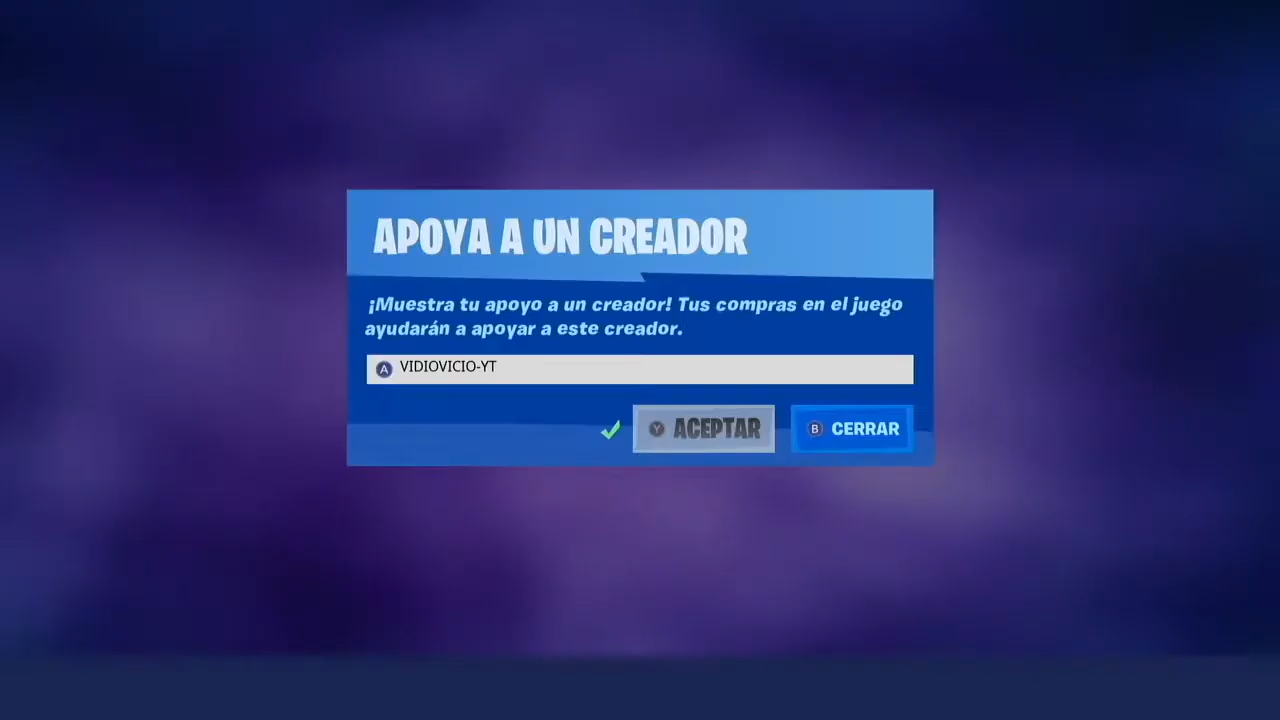 APOYA A UN CREADOR
¡Muestra tu apoyo a un creador! Tus compras en el juego
ayudarán a apoyar a este creador.
A VIDIOVICIO-YT
Y ACEPTAR B CERRAR